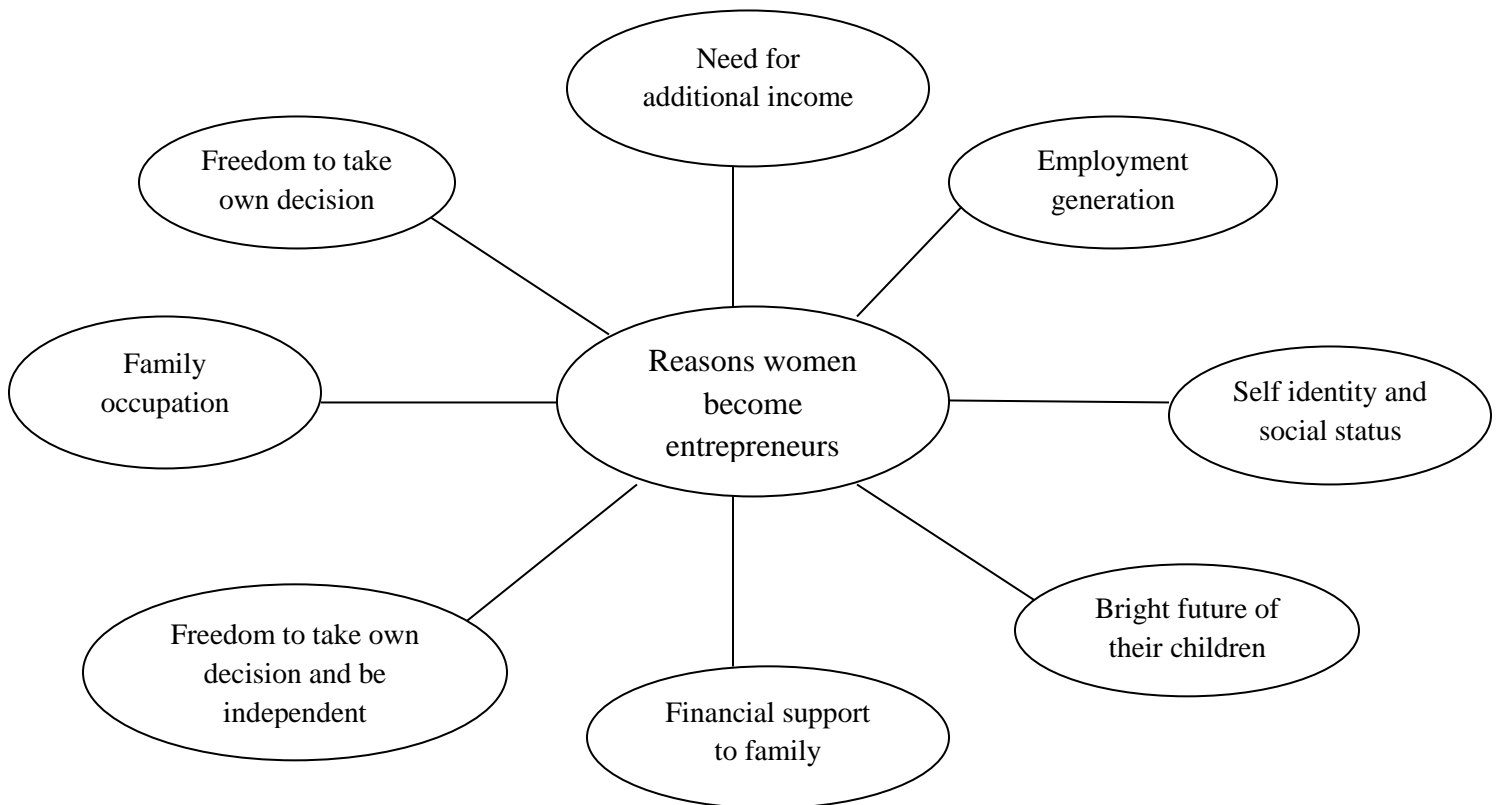 Need for
additional income
Freedom to take
own decision
Employment
generation
Family
occupation
Reasons women
become
entrepreneurs
Self identity and
social status
Freedom to take own
decision and be
independent
Financial support
to family
Bright future of
their children